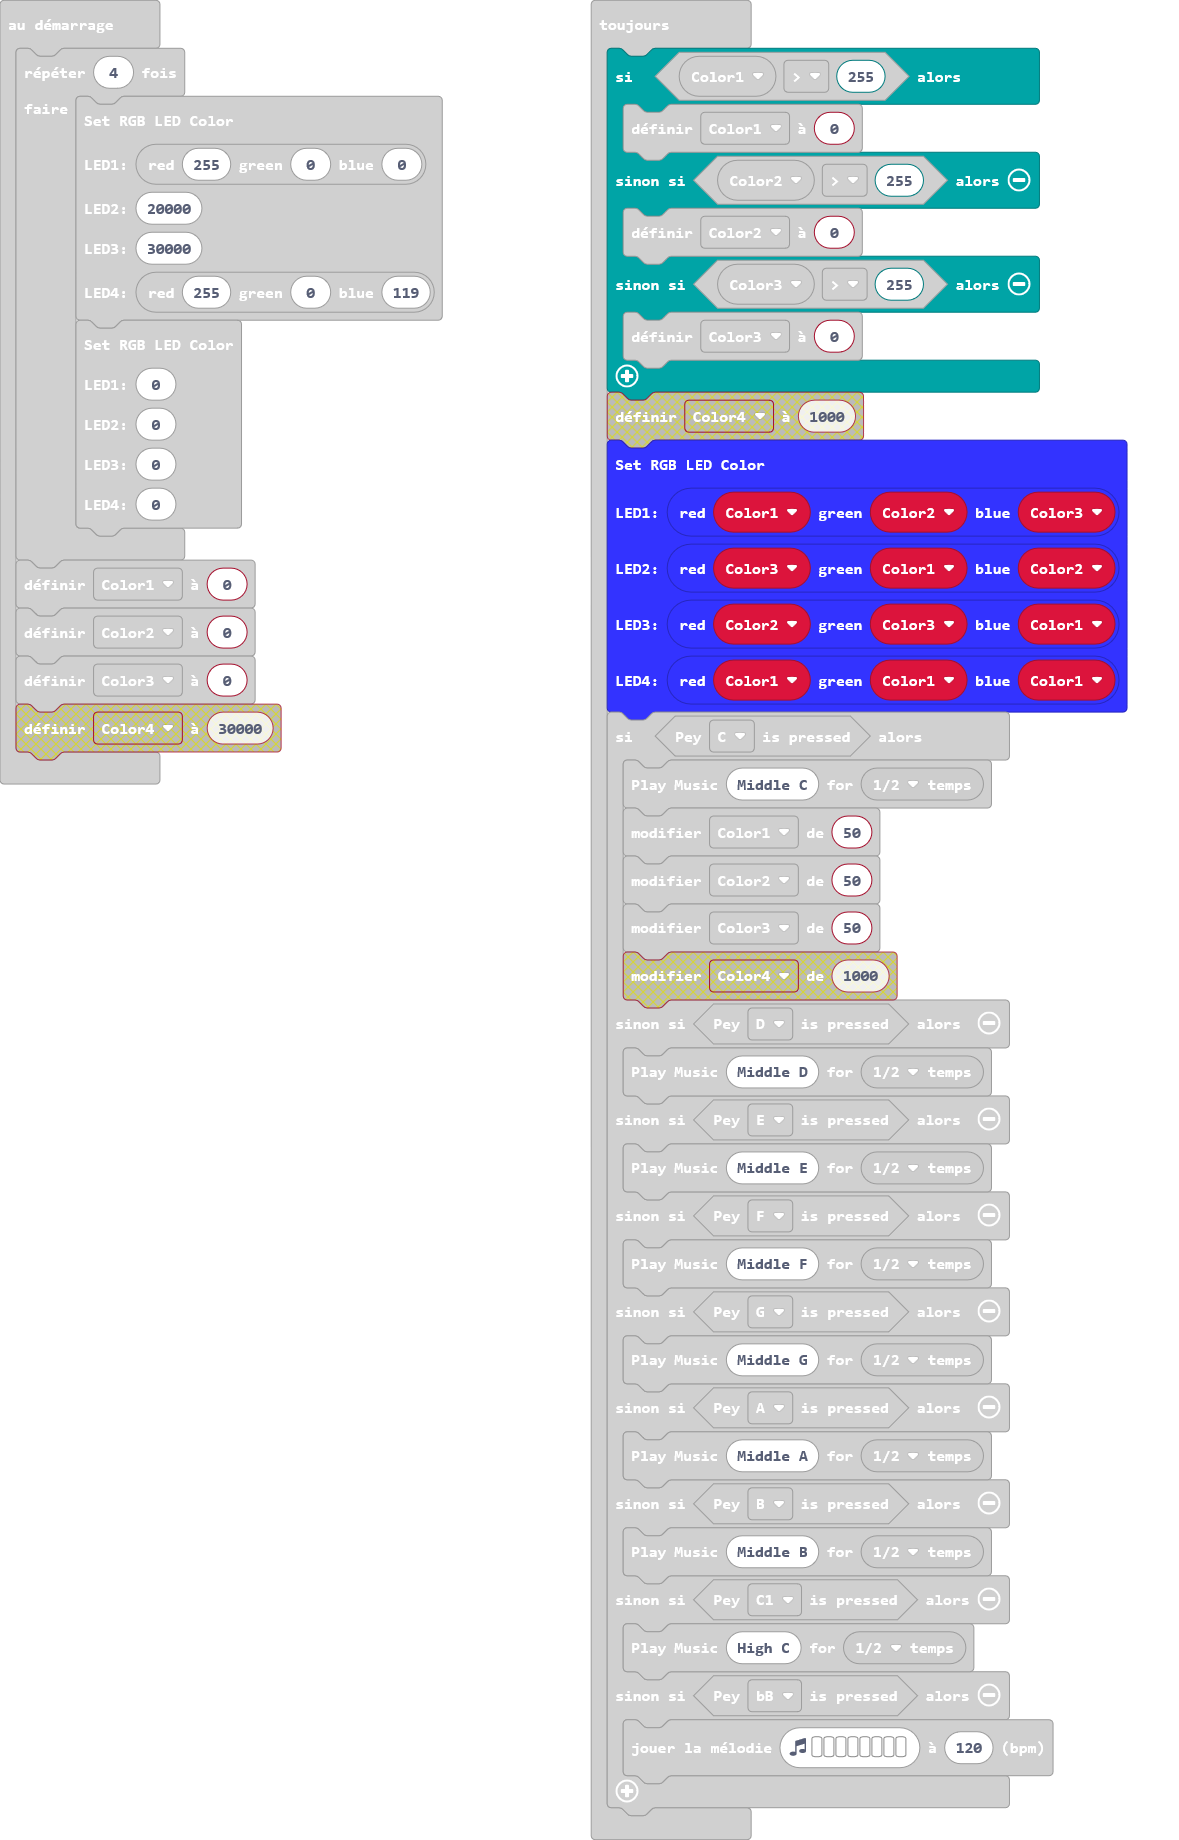 au démarrage
répéter 4 fois
faire
Set RGB LED Color
LED1: red 255 green 0 blue 0
LED2: 20000
LED3: 30000
LED4: red 255 green 0 blue 119
Set RGB LED Color
LED1: 0
LED2: 0
LED3: 0
LED4: 0
définir Color1 à 0
définir Color2 à 0
définir Color3 à 0
définir Color4 à 30000
toujours
si Color1 > 255 alors
définir Color1 à 0
sinon si Color2 > 255 alors
définir Color2 à 0
sinon si Color3 > 255 alors
définir Color3 à 0
définir Color4 à 1000
Set RGB LED Color
LED1: red Color1 green Color2 blue Color3
LED2: red Color3 green Color1 blue Color2
LED3: red Color2 green Color3 blue Color1
LED4: red Color1 green Color1 blue Color1
si Pey C is pressed alors
Play Music Middle C for 1/2 temps
modifier Color1 de 50
modifier Color2 de 50
modifier Color3 de 50
modifier Color4 de 1000
sinon si Pey D is pressed alors
Play Music Middle D for 1/2 temps
sinon si Pey E is pressed alors
Play Music Middle E for 1/2 temps
sinon si Pey F is pressed alors
Play Music Middle F for 1/2 temps
sinon si Pey G is pressed alors
Play Music Middle G for 1/2 temps
sinon si Pey A is pressed alors
Play Music Middle A for 1/2 temps
sinon si Pey B is pressed alors
Play Music Middle B for 1/2 temps
sinon si Pey C1 is pressed alors
Play Music High C for 1/2 temps
sinon si Pey bB is pressed alors
jouer la mélodie à 120 (bpm)